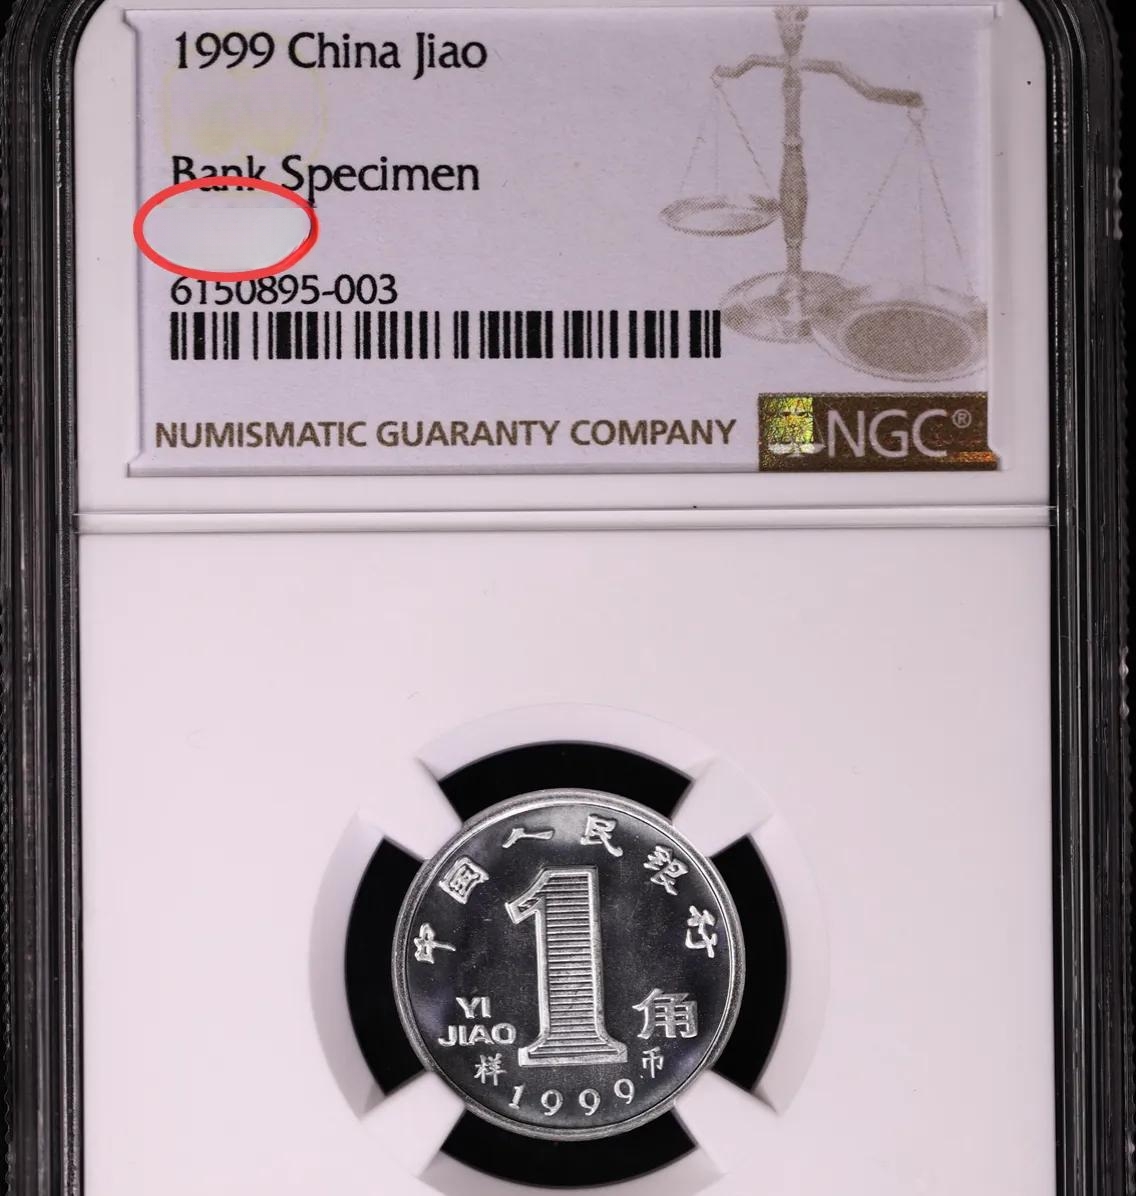 1999 China Jiao
Bank Specimen
6150895-003
NUMISMATIC GUARANTY COMPANY
NGC®
中国人民银行
1
YI
JIAO
角
样 币
1999